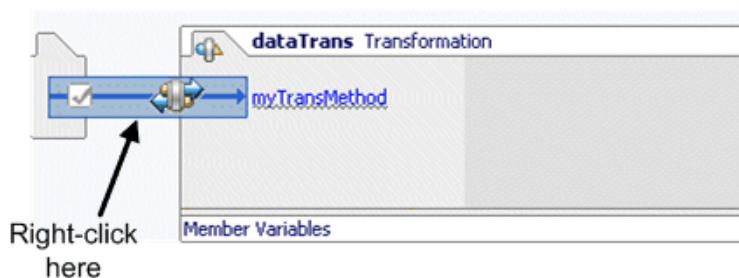 dataTrans Transformation
myTransMethod
Member Variables
Right-click
here